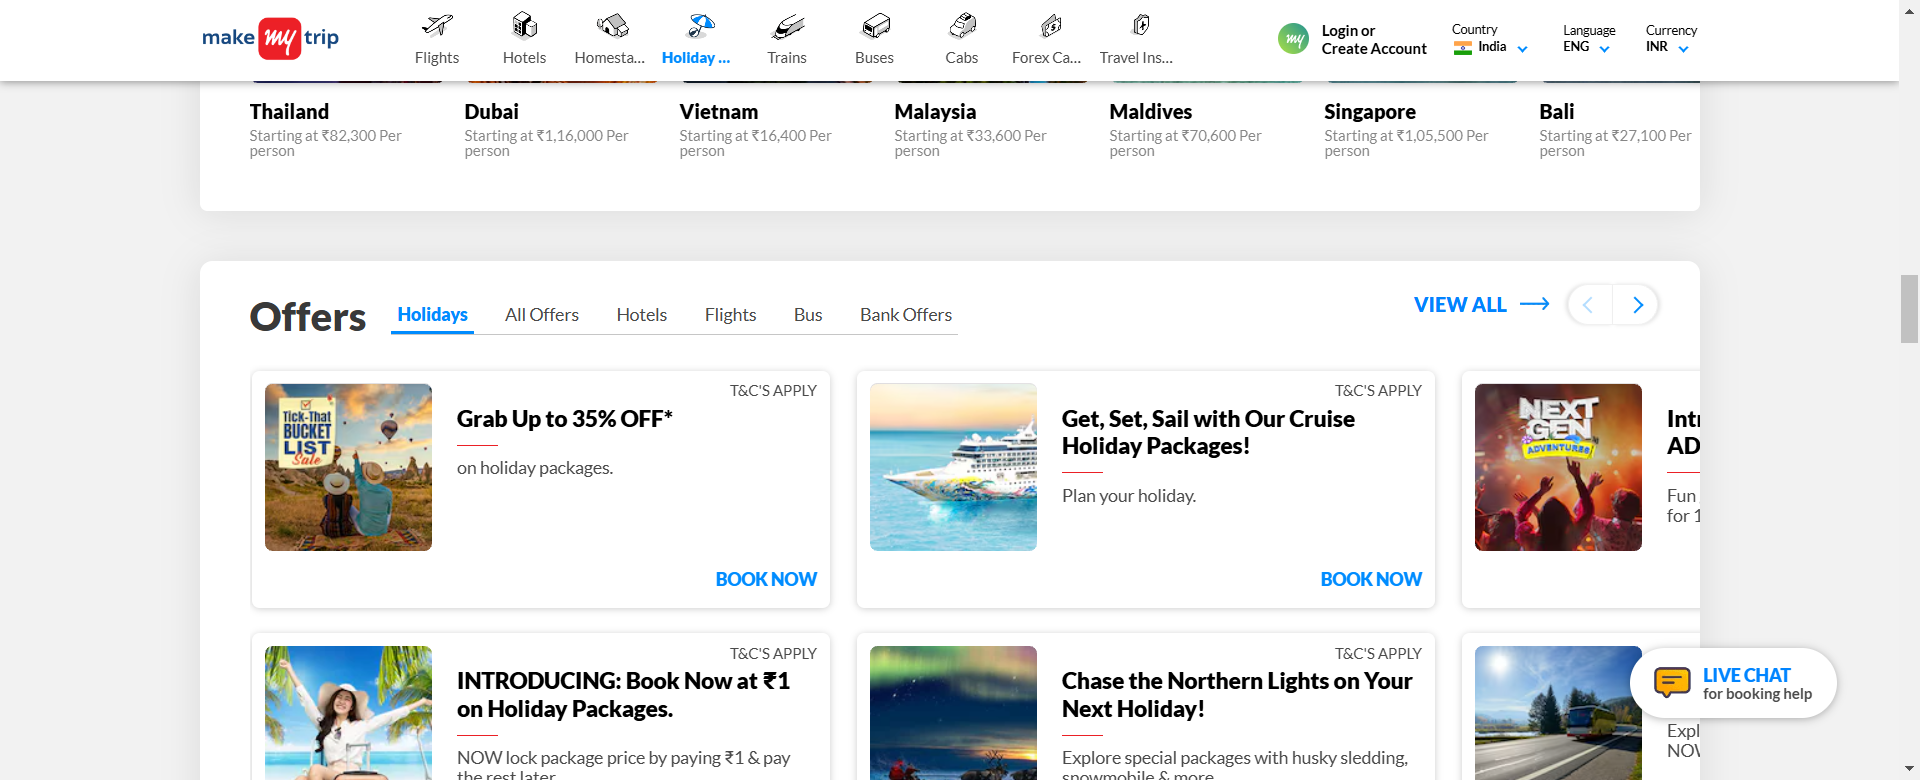 make my trip
Flights
Hotels
Homesta...
Holiday ...
Trains
Buses
Cabs
Forex Ca...
Travel Ins...
my
Login or
Create Account
Country
India
Language
ENG
Currency
INR
Thailand
Starting at ₹82,300 Per
person
Dubai
Starting at ₹1,16,000 Per
person
Vietnam
Starting at ₹16,400 Per
person
Malaysia
Starting at ₹33,600 Per
person
Maldives
Starting at ₹70,600 Per
person
Singapore
Starting at ₹1,05,500 Per
person
Bali
Starting at ₹27,100 Per
person
Offers
Holidays
All Offers
Hotels
Flights
Bus
Bank Offers
VIEW ALL
Tick-That
BUCKET
LIST
Sale
T&C'S APPLY
Grab Up to 35% OFF*
on holiday packages.
BOOK NOW
T&C'S APPLY
Get, Set, Sail with Our Cruise
Holiday Packages!
Plan your holiday.
BOOK NOW
NEXT
GEN
ADVENTURES
Intr
AD
Fun
for 1
T&C'S APPLY
INTRODUCING: Book Now at ₹1
on Holiday Packages.
NOW lock package price by paying ₹1 & pay
the rest later
T&C'S APPLY
Chase the Northern Lights on Your
Next Holiday!
Explore special packages with husky sledding,
snowmobile & more
Expl
NOV
LIVE CHAT
for booking help